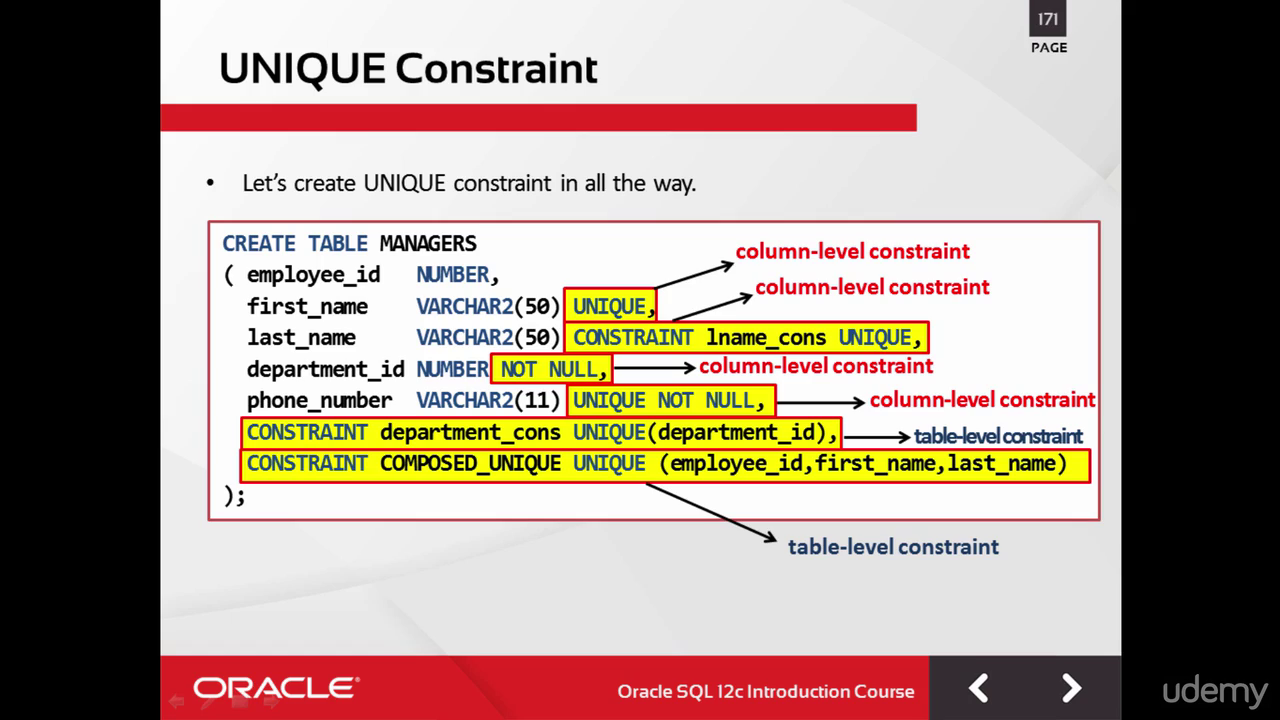 171
PAGE
UNIQUE Constraint
• Let's create UNIQUE constraint in all the way.
CREATE TABLE MANAGERS
column-level constraint
( employee_id NUMBER,
column-level constraint
first_name VARCHAR2(50) UNIQUE,
last_name VARCHAR2(50) CONSTRAINT lname_cons UNIQUE,
department_id NUMBER NOT NULL, column-level constraint
phone_number VARCHAR2(11) UNIQUE NOT NULL, column-level constraint
CONSTRAINT department_cons UNIQUE(department_id), table-level constraint
CONSTRAINT COMPOSED_UNIQUE UNIQUE (employee_id,first_name,last_name)
);
table-level constraint
ORACLE®
Oracle SQL 12c Introduction Course
udemy